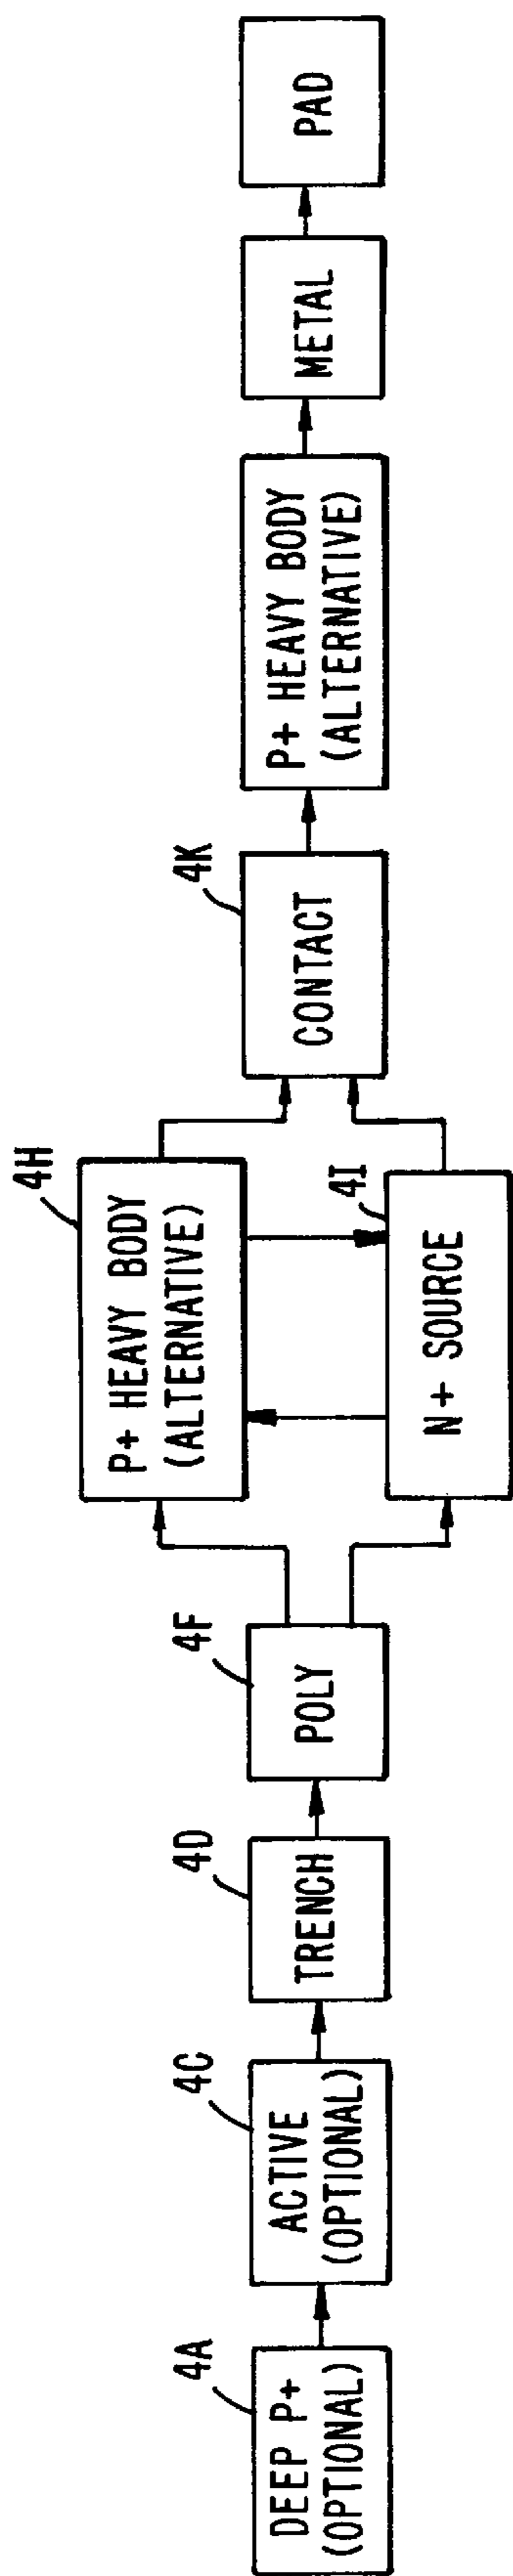 4A
DEEP P+
(OPTIONAL)
4C
ACTIVE
(OPTIONAL)
4D
TRENCH
4F
POLY
4H
P+ HEAVY BODY
(ALTERNATIVE)
4I
N+ SOURCE
4K
CONTACT
P+ HEAVY BODY
(ALTERNATIVE)
METAL
PAD